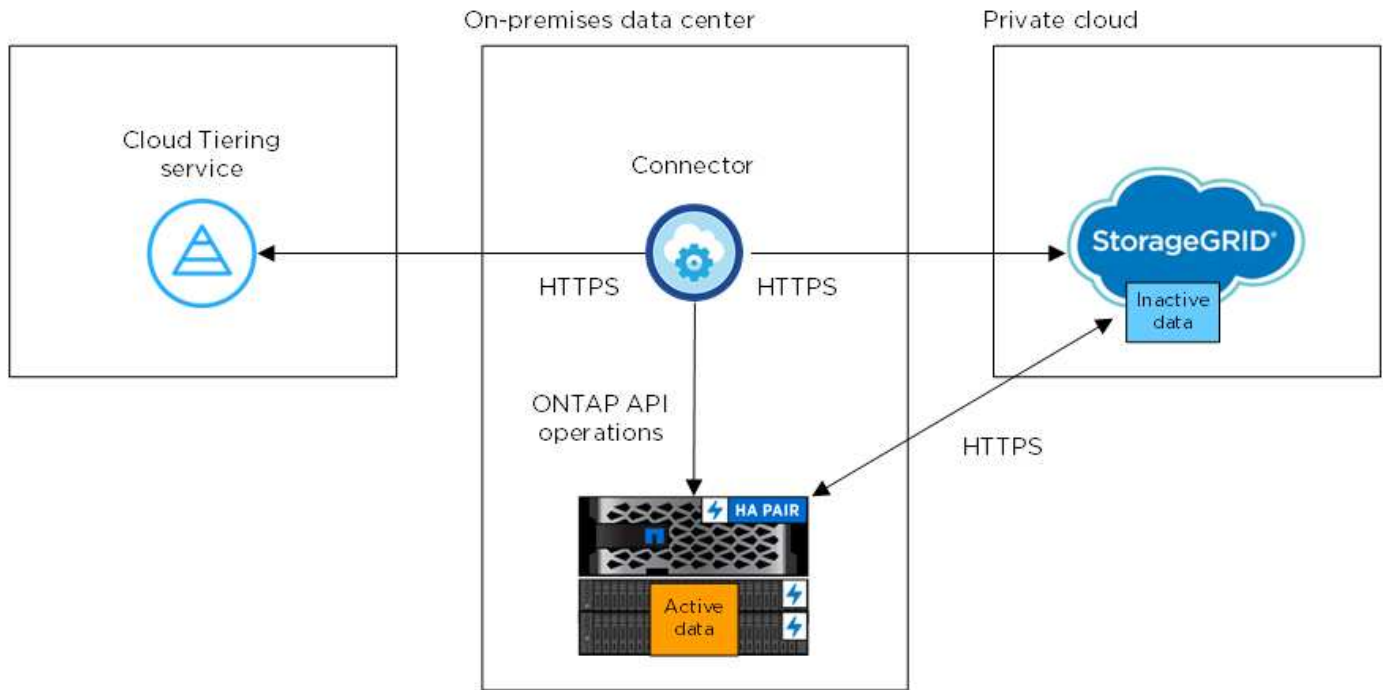 On-premises data center
Private cloud
Cloud Tiering
service
Connector
StorageGRID®
Inactive
data
HTTPS
HTTPS
ONTAP API
operations
HTTPS
HA PAIR
Active
data